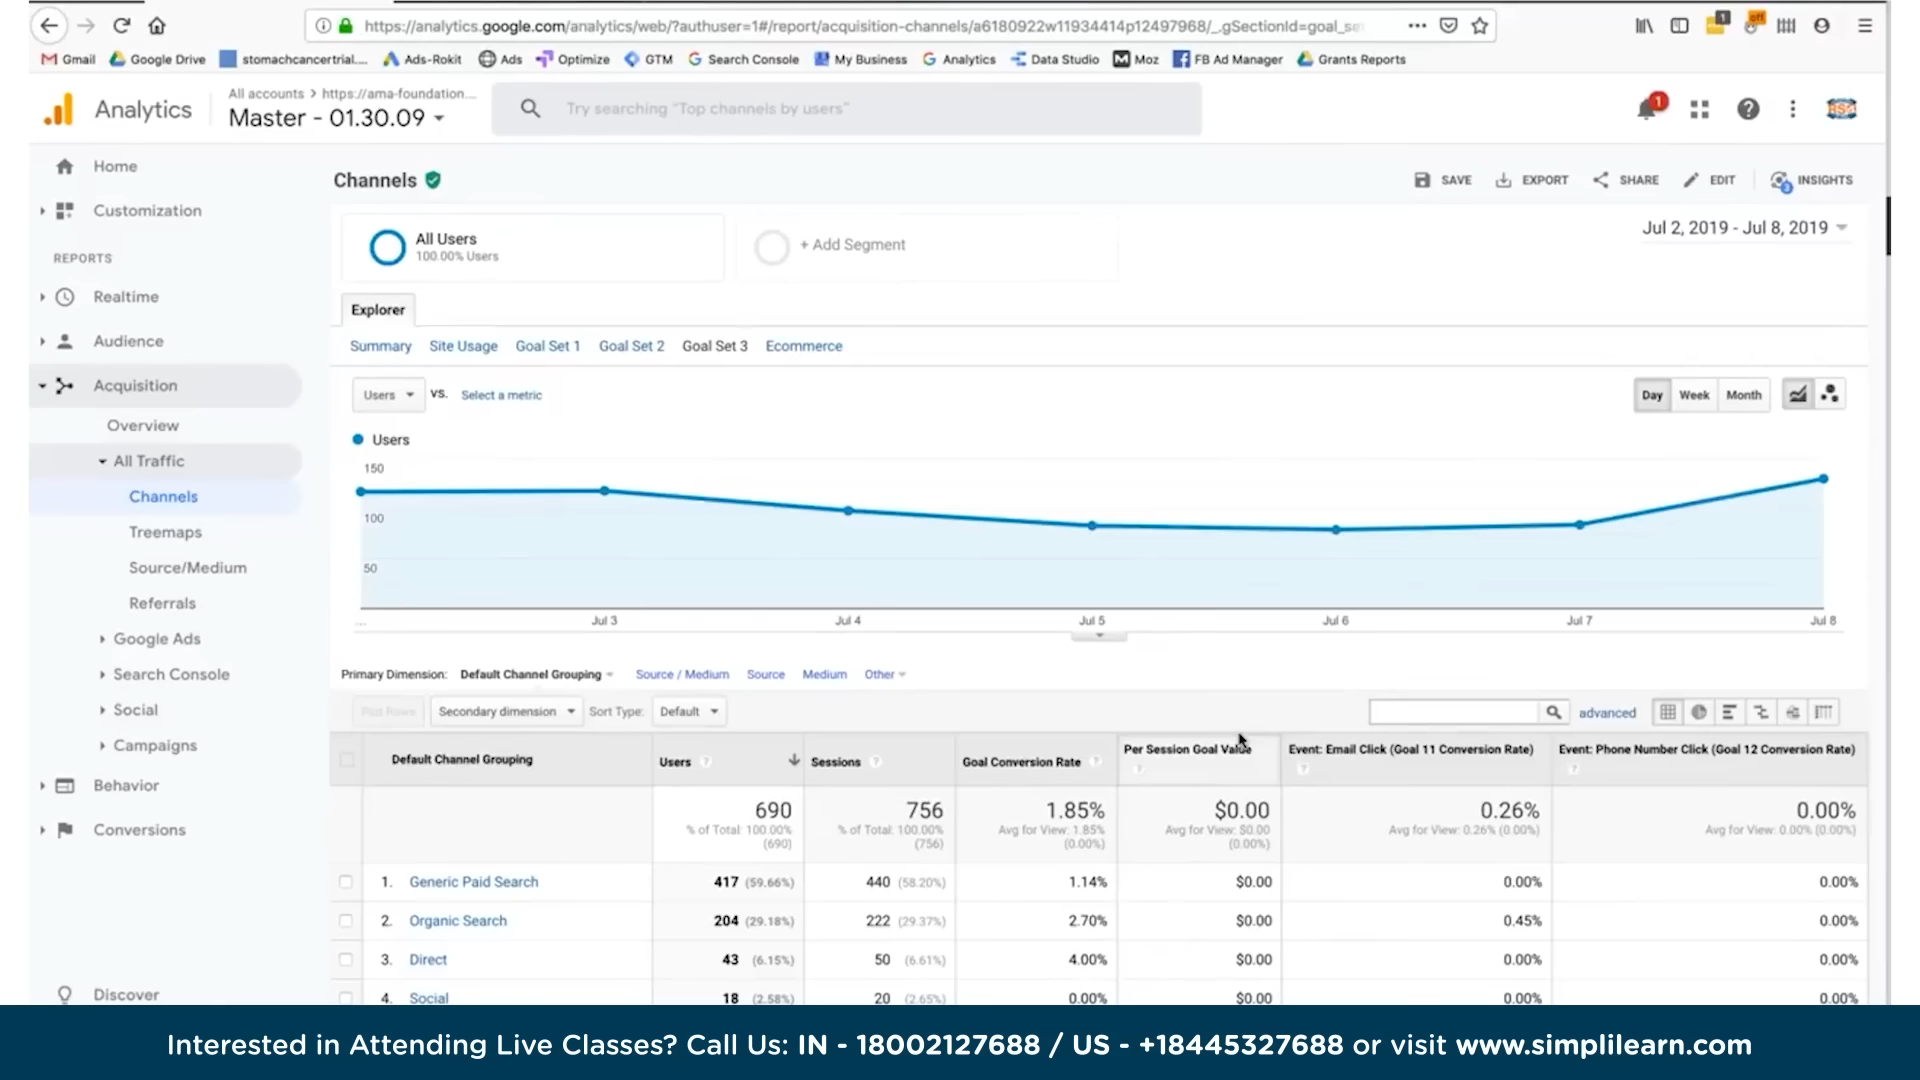 https://analytics.google.com/analytics/web/?authuser=1#/report/acquisition-channels/a6180922w11934414p12497968/_.gSectionId=goal_se
1
off
Gmail Google Drive stomachcancertrial.... Ads-Rokit Ads Optimize GTM Search Console My Business Analytics Data Studio Moz FB Ad Manager Grants Reports
Analytics
All accounts > https://ama-foundation...
Master - 01.30.09
Try searching "Top channels by users"
1
Home
Customization
REPORTS
Realtime
Audience
Acquisition
Overview
All Traffic
Channels
Treemaps
Source/Medium
Referrals
Google Ads
Search Console
Social
Campaigns
Behavior
Conversions
Discover
Channels
SAVE EXPORT SHARE EDIT INSIGHTS
All Users
100.00% Users
+ Add Segment
Jul 2, 2019 - Jul 8, 2019
Explorer
Summary Site Usage Goal Set 1 Goal Set 2 Goal Set 3 Ecommerce
Users VS. Select a metric
Day Week Month
Users
150
100
50
... Jul 3 Jul 4 Jul 5 Jul 6 Jul 7 Jul 8
Primary Dimension: Default Channel Grouping Source / Medium Source Medium Other
Plot Rows Secondary dimension Sort Type: Default advanced
Default Channel Grouping Users Sessions Goal Conversion Rate Per Session Goal Value Event: Email Click (Goal 11 Conversion Rate) Event: Phone Number Click (Goal 12 Conversion Rate)
690 756 1.85% $0.00 0.26% 0.00%
% of Total: 100.00% % of Total: 100.00% Avg for View: 1.85% Avg for View: $0.00 Avg for View: 0.26% (0.00%) Avg for View: 0.00% (0.00%)
(690) (756) (0.00%) (0.00%)
1. Generic Paid Search 417 (59.66%) 440 (58.20%) 1.14% $0.00 0.00% 0.00%
2. Organic Search 204 (29.18%) 222 (29.37%) 2.70% $0.00 0.45% 0.00%
3. Direct 43 (6.15%) 50 (6.61%) 4.00% $0.00 0.00% 0.00%
4. Social 18 (2.58%) 20 (2.65%) 0.00% $0.00 0.00% 0.00%
Interested in Attending Live Classes? Call Us: IN - 18002127688 / US - +18445327688 or visit www.simplilearn.com